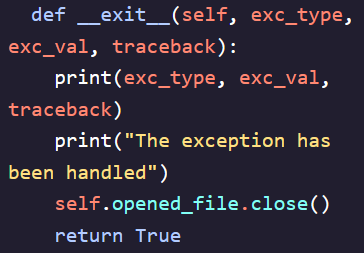 def __exit__(self, exc_type,
exc_val, traceback):
print(exc_type, exc_val,
traceback)
print("The exception has
been handled")
self.opened_file.close()
return True